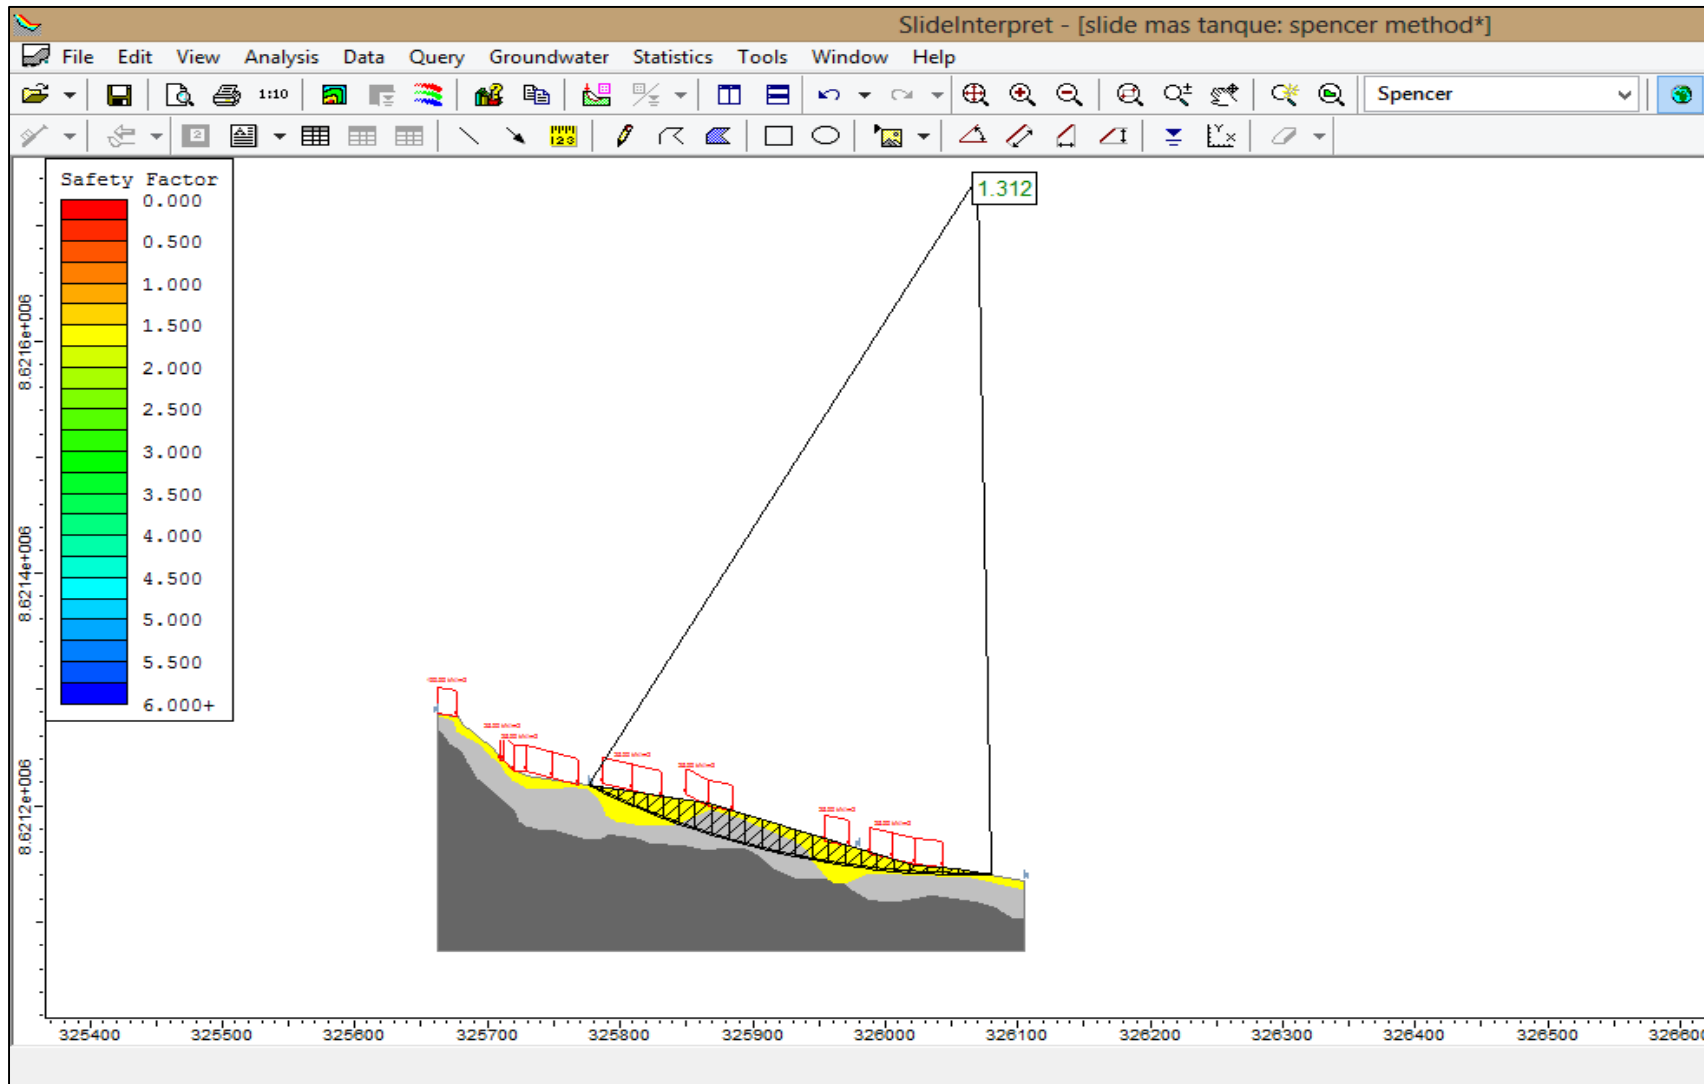 SlideInterpret - [slide mas tanque: spencer method*]
File Edit View Analysis Data Query Groundwater Statistics Tools Window Help
1:10
Spencer
2
123
Safety Factor
0.000
0.500
1.000
1.500
2.000
2.500
3.000
3.500
4.000
4.500
5.000
5.500
6.000+
1.312
8.6216e+006
8.6214e+006
8.6212e+006
325400 325500 325600 325700 325800 325900 326000 326100 326200 326300 326400 326500